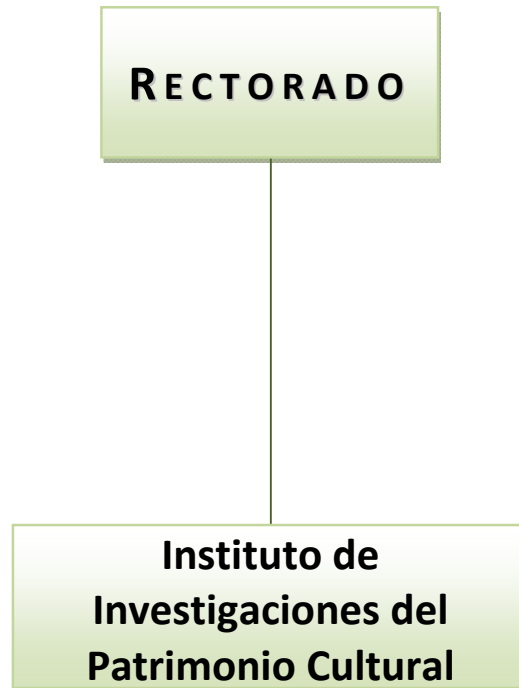 RECTORADO
Instituto de
Investigaciones del
Patrimonio Cultural